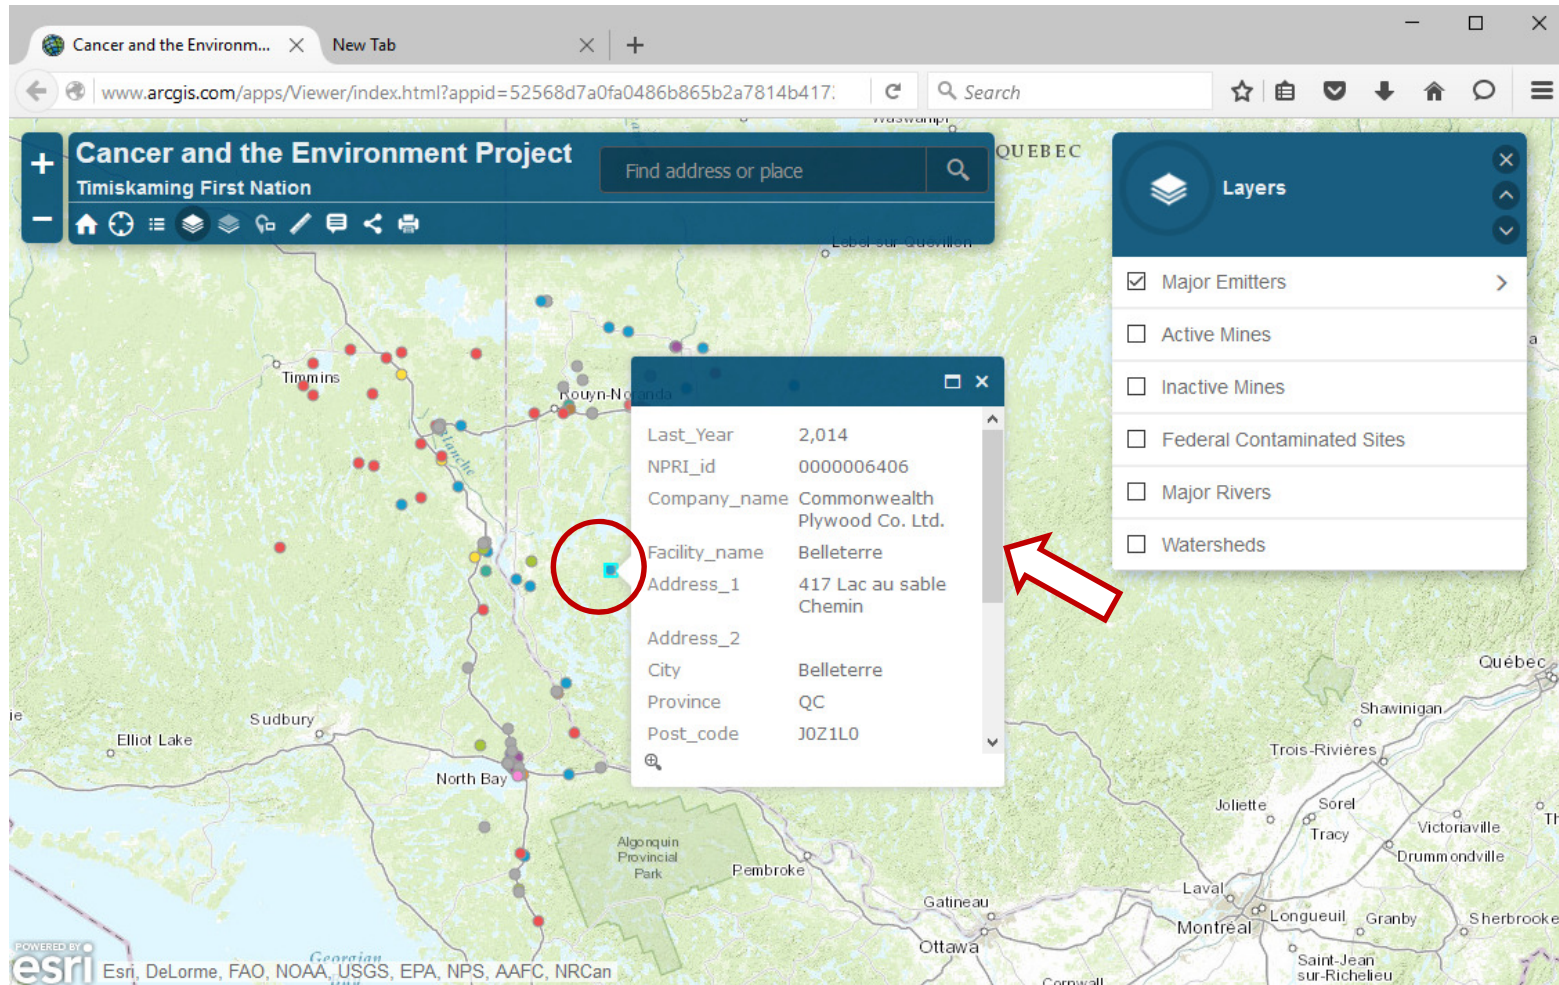 Cancer and the Environm...
New Tab
www.arcgis.com/apps/Viewer/index.html?appid=52568d7a0fa0486b865b2a7814b417
Search
Cancer and the Environment Project
Timiskaming First Nation
Find address or place
QUEBEC
Layers
Major Emitters
Active Mines
Inactive Mines
Federal Contaminated Sites
Major Rivers
Watersheds
Waswanipi
Lebel-sur-Quévillon
Timmins
Rouyn-Noranda
Blanche
Last_Year 2,014
NPRI_id 0000006406
Company_name Commonwealth
Plywood Co. Ltd.
Facility_name Belleterre
Address_1 417 Lac au sable
Chemin
Address_2
City Belleterre
Province QC
Post_code J0Z1L0
Sudbury
Elliot Lake
North Bay
Algonquin
Provincial
Park
Pembroke
Gatineau
Ottawa
Cornwall
Québec
Shawinigan
Trois-Rivières
Joliette
Sorel
Tracy
Victoriaville
Th
Drummondville
Laval
Longueuil
Granby
Sherbrooke
Montréal
Saint-Jean
sur-Richelieu
Georgian
POWERED BY
esri
Esri, DeLorme, FAO, NOAA, USGS, EPA, NPS, AAFC, NRCan